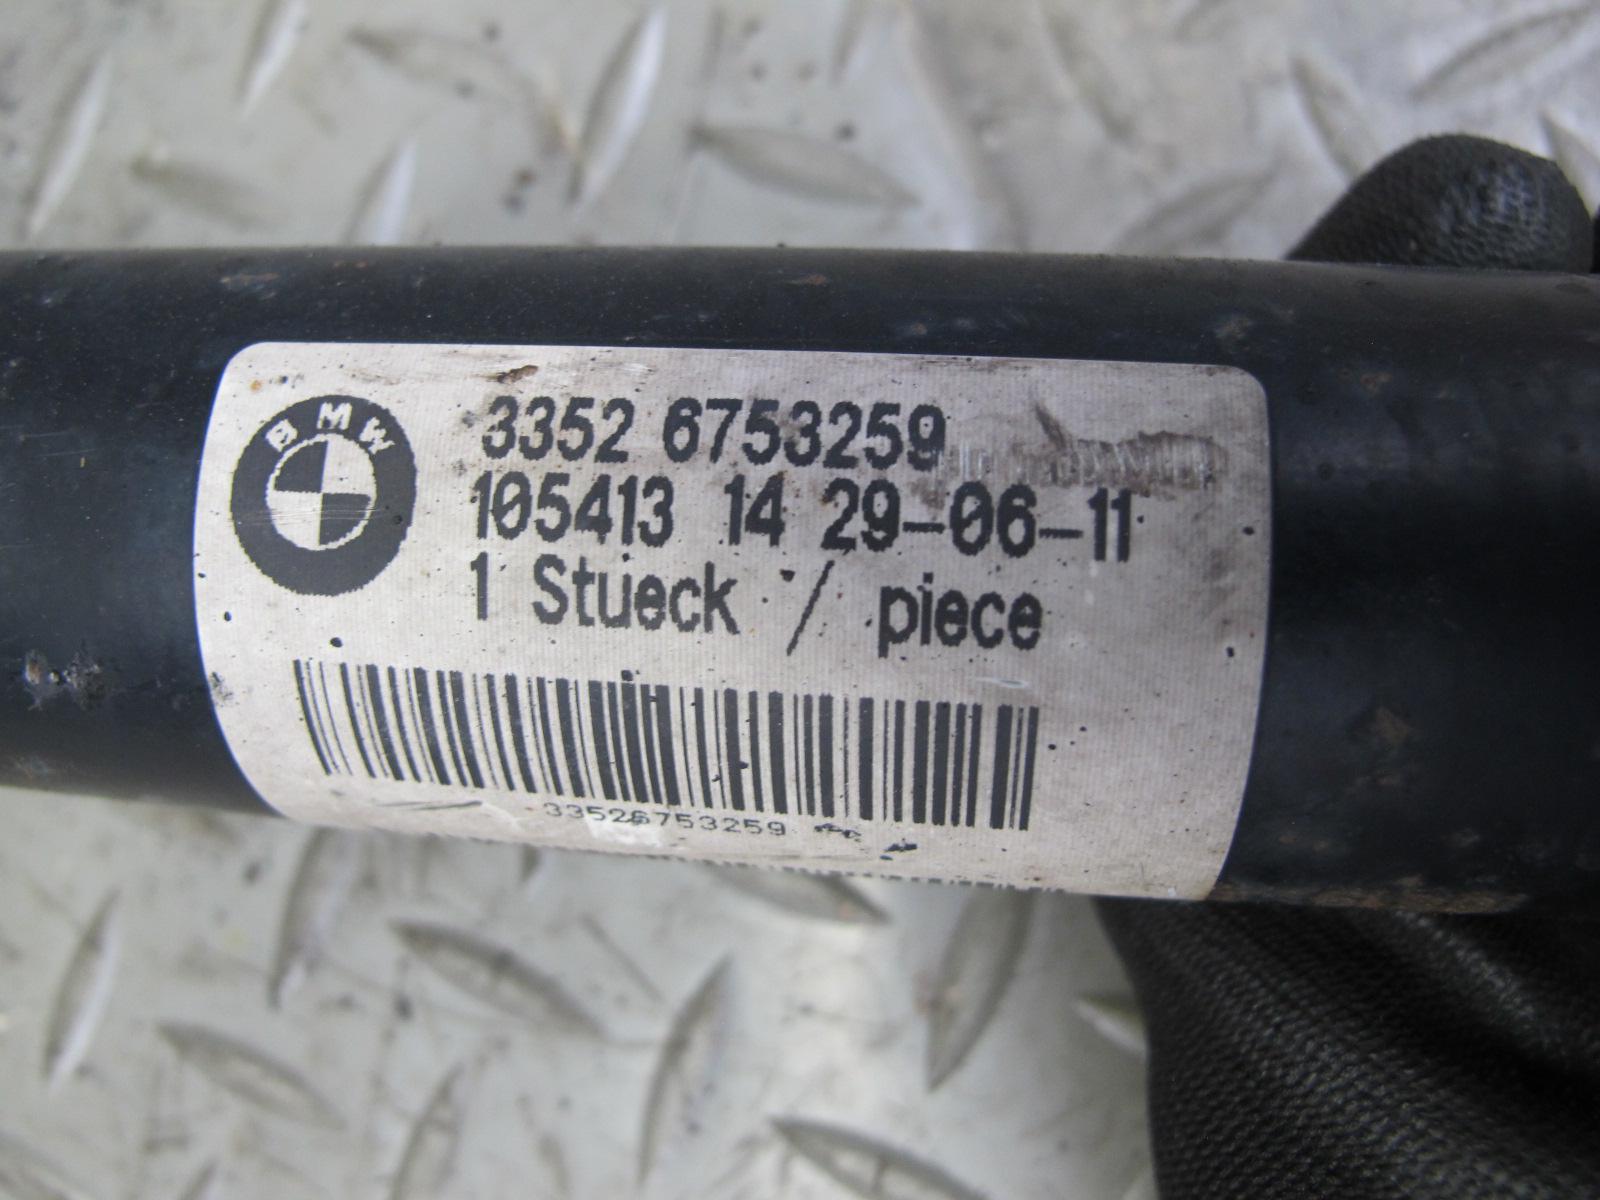 BMW
3352 6753259
105413 14 29-06-11
1 Stueck / piece
33526753259